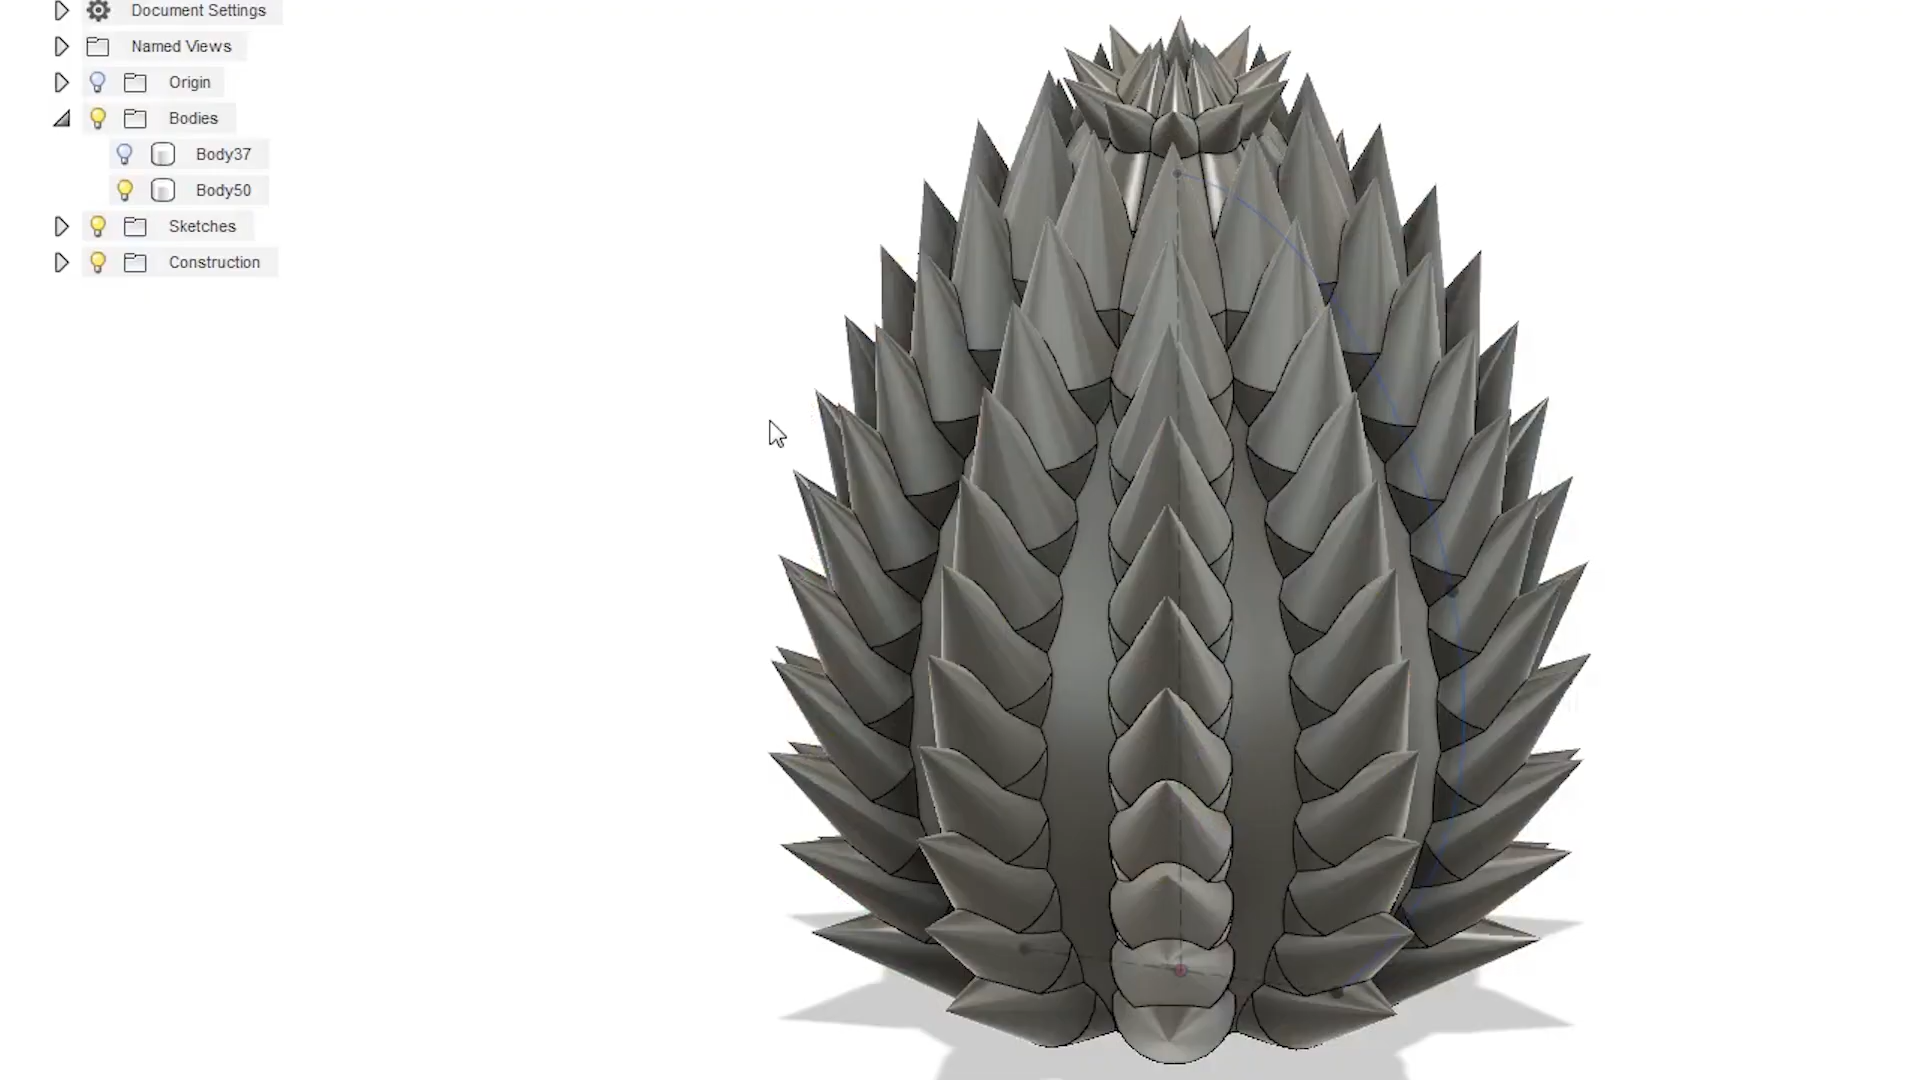 Document Settings
Named Views
Origin
Bodies
Body37
Body50
Sketches
Construction